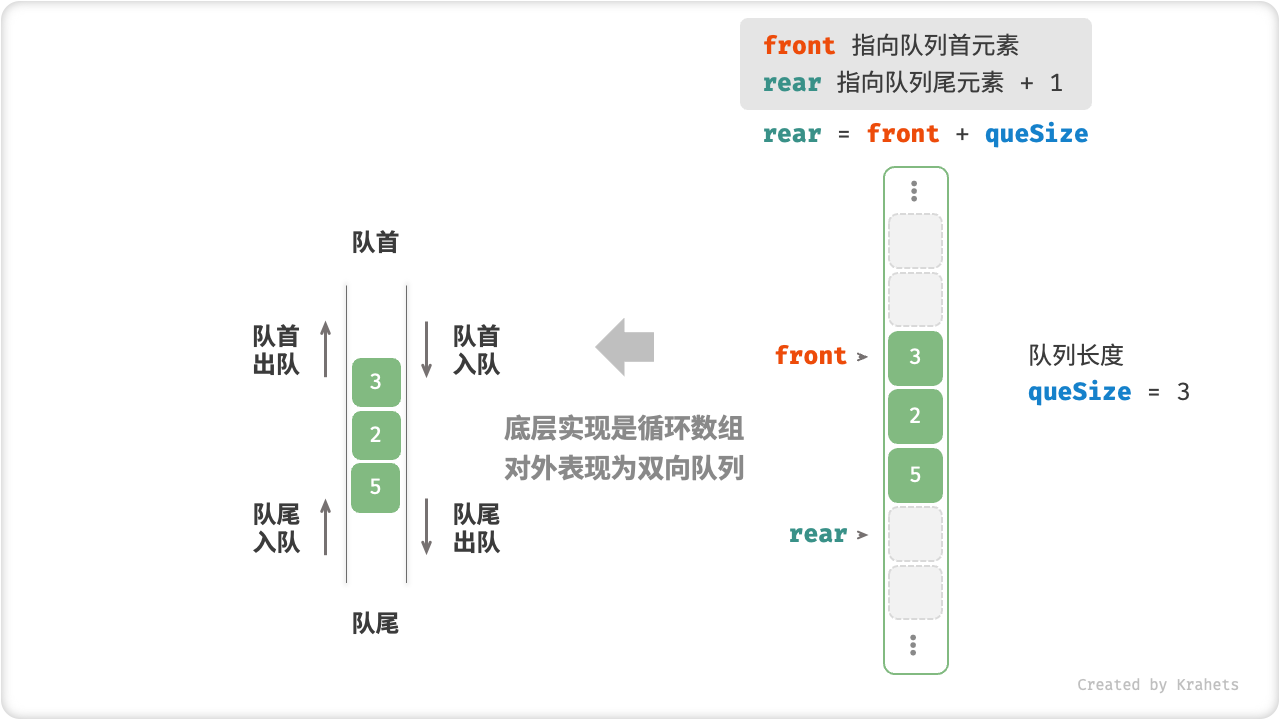 front 指向队列首元素
rear 指向队列尾元素 + 1
rear = front + queSize
队首
队首
出队
队首
入队
3
2
5
队尾
入队
队尾
出队
队尾
底层实现是循环数组
对外表现为双向队列
front
3
2
5
rear
队列长度
queSize = 3
Created by Krahets